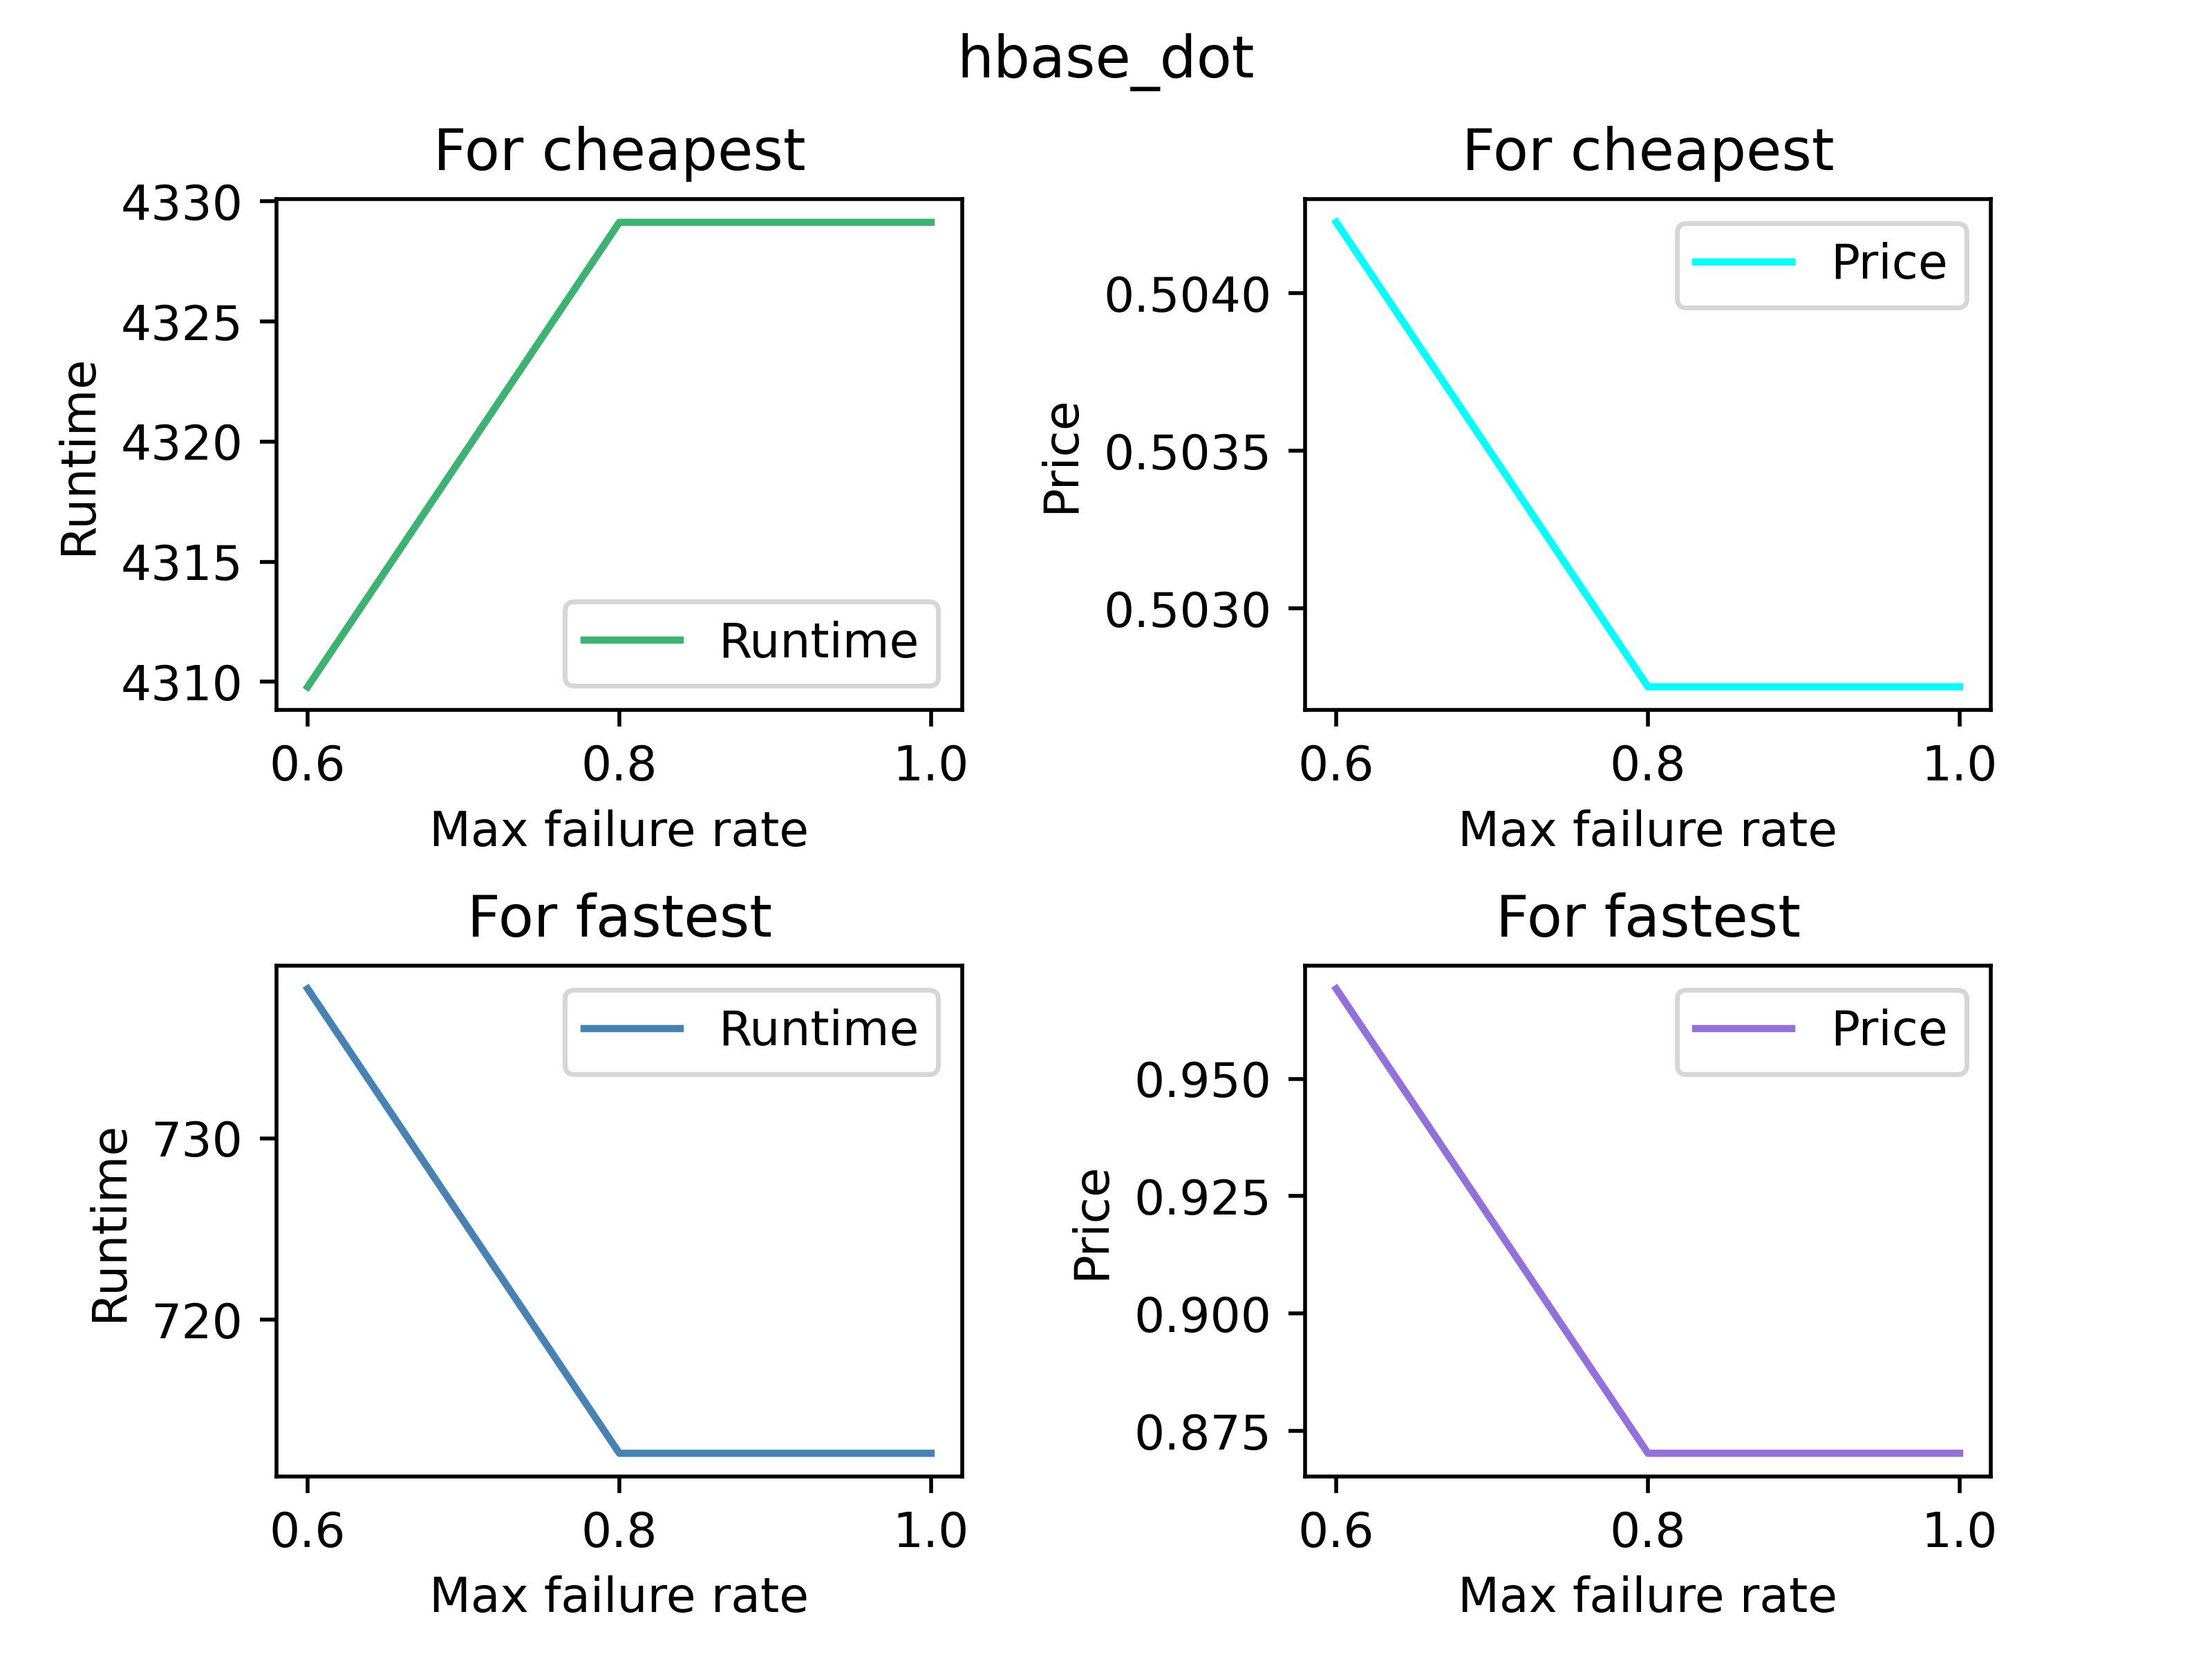 hbase_dot
For cheapest
4330
4325
4320
4315
4310
Runtime
Runtime
0.6 0.8 1.0
Max failure rate
For cheapest
0.5040
0.5035
0.5030
Price
Price
0.6 0.8 1.0
Max failure rate
For fastest
730
720
Runtime
Runtime
0.6 0.8 1.0
Max failure rate
For fastest
0.950
0.925
0.900
0.875
Price
Price
0.6 0.8 1.0
Max failure rate